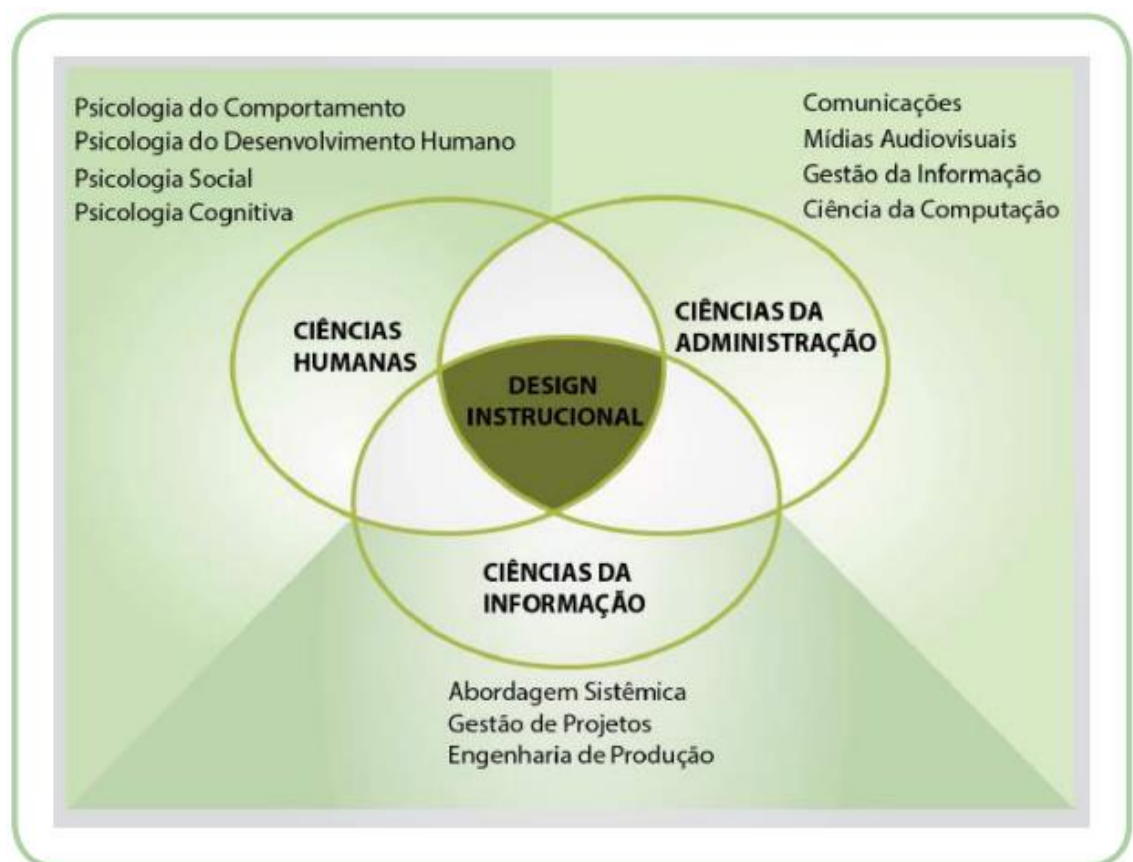 Psicologia do Comportamento
Psicologia do Desenvolvimento Humano
Psicologia Social
Psicologia Cognitiva
Comunicações
Mídias Audiovisuais
Gestão da Informação
Ciência da Computação
CIÊNCIAS
HUMANAS
CIÊNCIAS DA
ADMINISTRAÇÃO
DESIGN
INSTRUCIONAL
CIÊNCIAS DA
INFORMAÇÃO
Abordagem Sistêmica
Gestão de Projetos
Engenharia de Produção